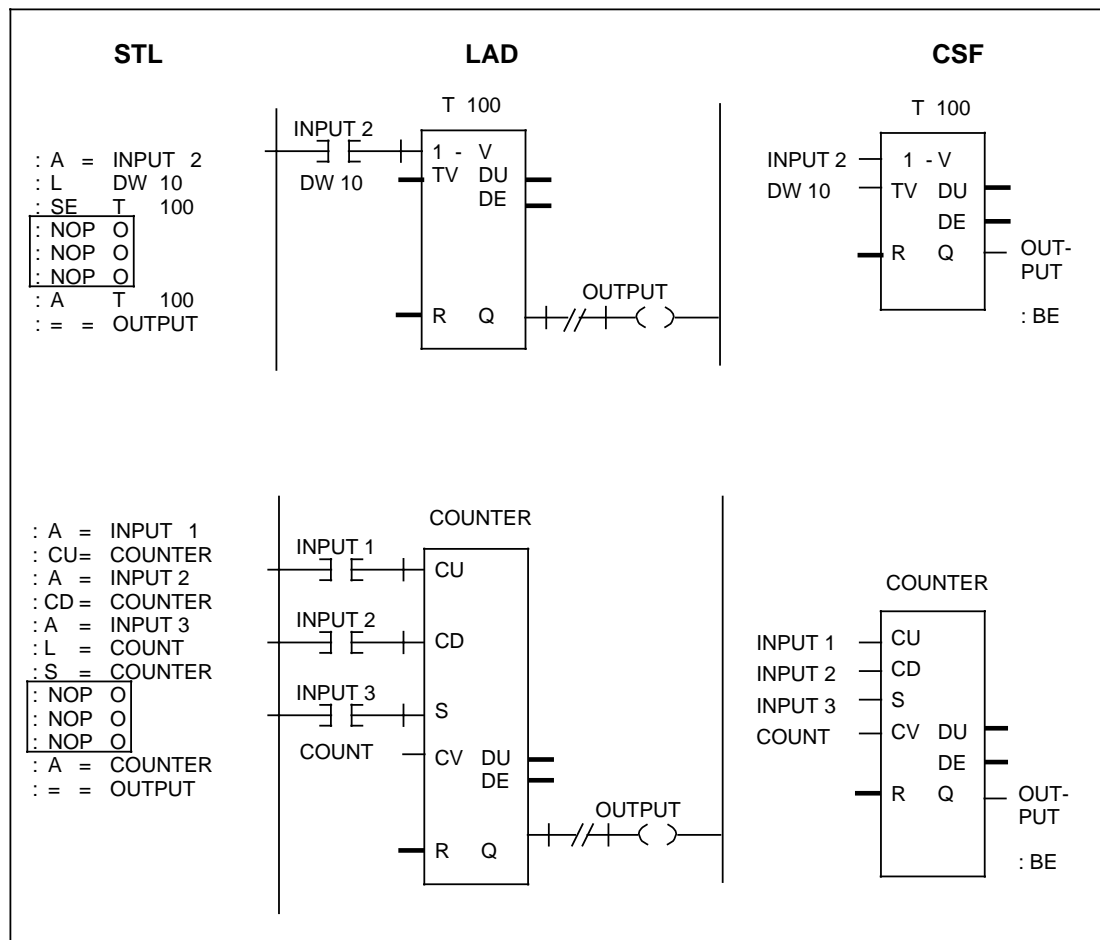 STL
LAD
CSF
: A = INPUT 2
: L DW 10
: SE T 100
: NOP O
: NOP O
: NOP O
: A T 100
: = = OUTPUT
T 100
INPUT 2
DW 10
1 - V
TV DU
DE
R Q
OUTPUT
T 100
INPUT 2
DW 10
1 - V
TV DU
DE
R Q
OUT-
PUT
: BE
: A = INPUT 1
: CU= COUNTER
: A = INPUT 2
: CD = COUNTER
: A = INPUT 3
: L = COUNT
: S = COUNTER
: NOP O
: NOP O
: NOP O
: A = COUNTER
: = = OUTPUT
COUNTER
INPUT 1
CU
INPUT 2
CD
INPUT 3
S
COUNT
CV DU
DE
OUTPUT
R Q
COUNTER
INPUT 1
CU
INPUT 2
CD
INPUT 3
S
COUNT
CV DU
DE
R Q
OUT-
PUT
: BE